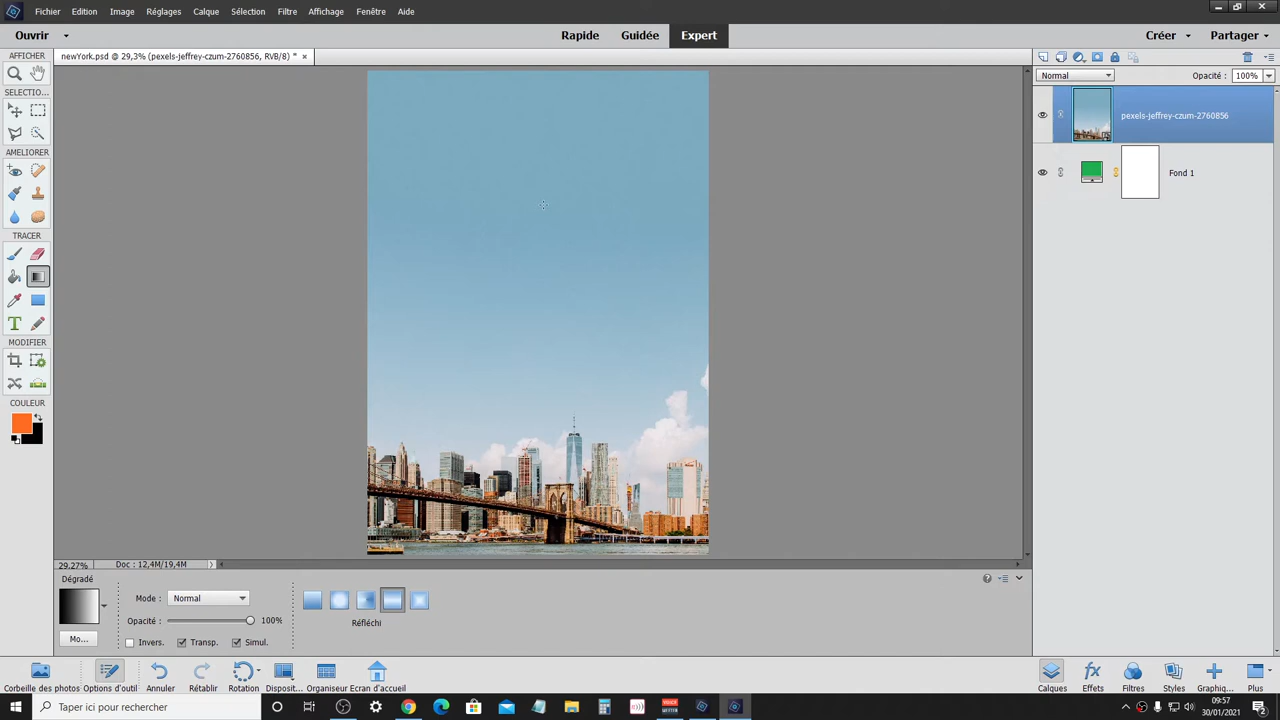 Fichier Edition Image Réglages Calque Sélection Filtre Affichage Fenêtre Aide
Ouvrir Rapide Guidée Expert Créer Partager
newYork.psd @ 29,3% (pexels-jeffrey-czum-2760856, RVB/8) * ×
AFFICHER
SELECTIO...
AMELIORER
TRACER
MODIFIER
COULEUR
Normal Opacité : 100%
pexels-jeffrey-czum-2760856
Fond 1
29,27% Doc : 12,4M/19,4M
Dégradé
Mode : Normal
Opacité : 100%
Réfléchi
Mo... Invers. Transp. Simul.
Corbeille des photos Options d'outil Annuler Rétablir Rotation Disposit... Organiseur Ecran d'accueil Calques Effets Filtres Styles Graphiq... Plus
Taper ici pour rechercher
09:57
30/01/2021